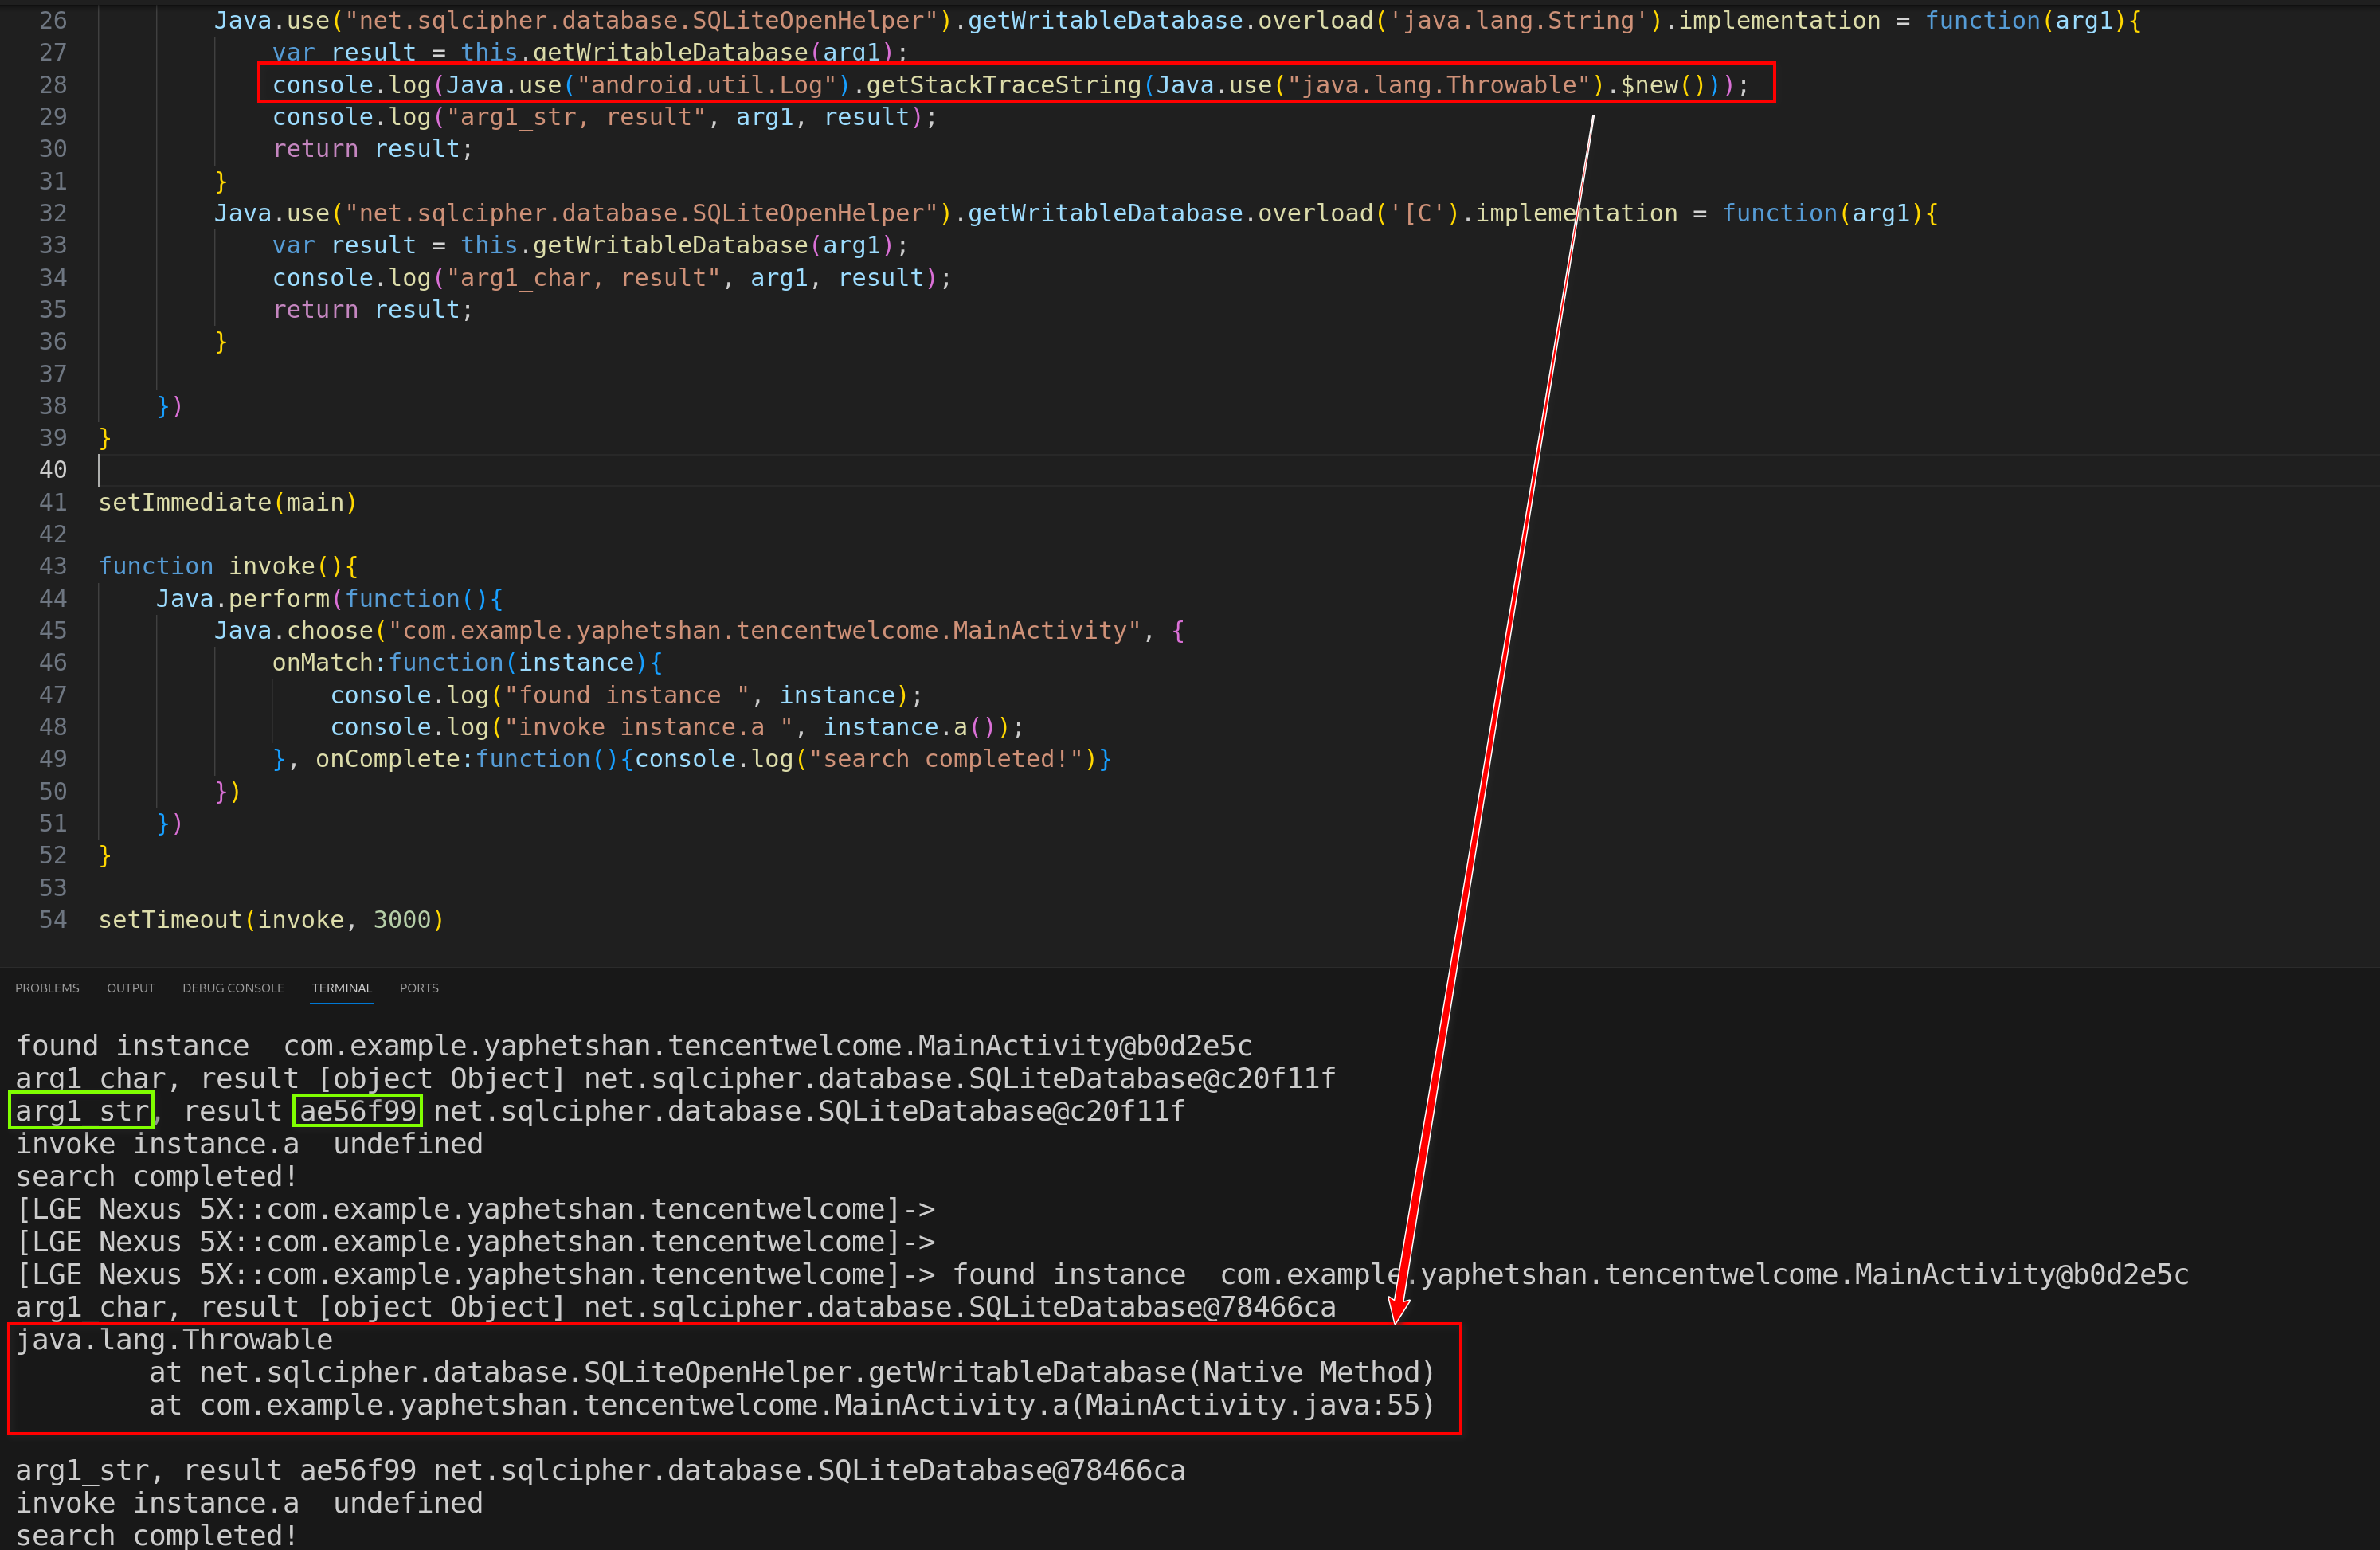 26 Java.use("net.sqlcipher.database.SQLiteOpenHelper").getWritableDatabase.overload('java.lang.String').implementation = function(arg1){
27 var result = this.getWritableDatabase(arg1);
28 console.log(Java.use("android.util.Log").getStackTraceString(Java.use("java.lang.Throwable").$new()));
29 console.log("arg1_str, result", arg1, result);
30 return result;
31 }
32 Java.use("net.sqlcipher.database.SQLiteOpenHelper").getWritableDatabase.overload('[C').implementation = function(arg1){
33 var result = this.getWritableDatabase(arg1);
34 console.log("arg1_char, result", arg1, result);
35 return result;
36 }
37
38 })
39 }
40
41 setImmediate(main)
42
43 function invoke(){
44 Java.perform(function(){
45 Java.choose("com.example.yaphetshan.tencentwelcome.MainActivity", {
46 onMatch:function(instance){
47 console.log("found instance ", instance);
48 console.log("invoke instance.a ", instance.a());
49 }, onComplete:function(){console.log("search completed!")}
50 })
51 })
52 }
53
54 setTimeout(invoke, 3000)
PROBLEMS OUTPUT DEBUG CONSOLE TERMINAL PORTS
found instance  com.example.yaphetshan.tencentwelcome.MainActivity@b0d2e5c
arg1_char, result [object Object] net.sqlcipher.database.SQLiteDatabase@c20f11f
arg1_str, result ae56f99 net.sqlcipher.database.SQLiteDatabase@c20f11f
invoke instance.a  undefined
search completed!
[LGE Nexus 5X::com.example.yaphetshan.tencentwelcome]->
[LGE Nexus 5X::com.example.yaphetshan.tencentwelcome]->
[LGE Nexus 5X::com.example.yaphetshan.tencentwelcome]-> found instance  com.example.yaphetshan.tencentwelcome.MainActivity@b0d2e5c
arg1_char, result [object Object] net.sqlcipher.database.SQLiteDatabase@78466ca
java.lang.Throwable
at net.sqlcipher.database.SQLiteOpenHelper.getWritableDatabase(Native Method)
at com.example.yaphetshan.tencentwelcome.MainActivity.a(MainActivity.java:55)
arg1_str, result ae56f99 net.sqlcipher.database.SQLiteDatabase@78466ca
invoke instance.a  undefined
search completed!